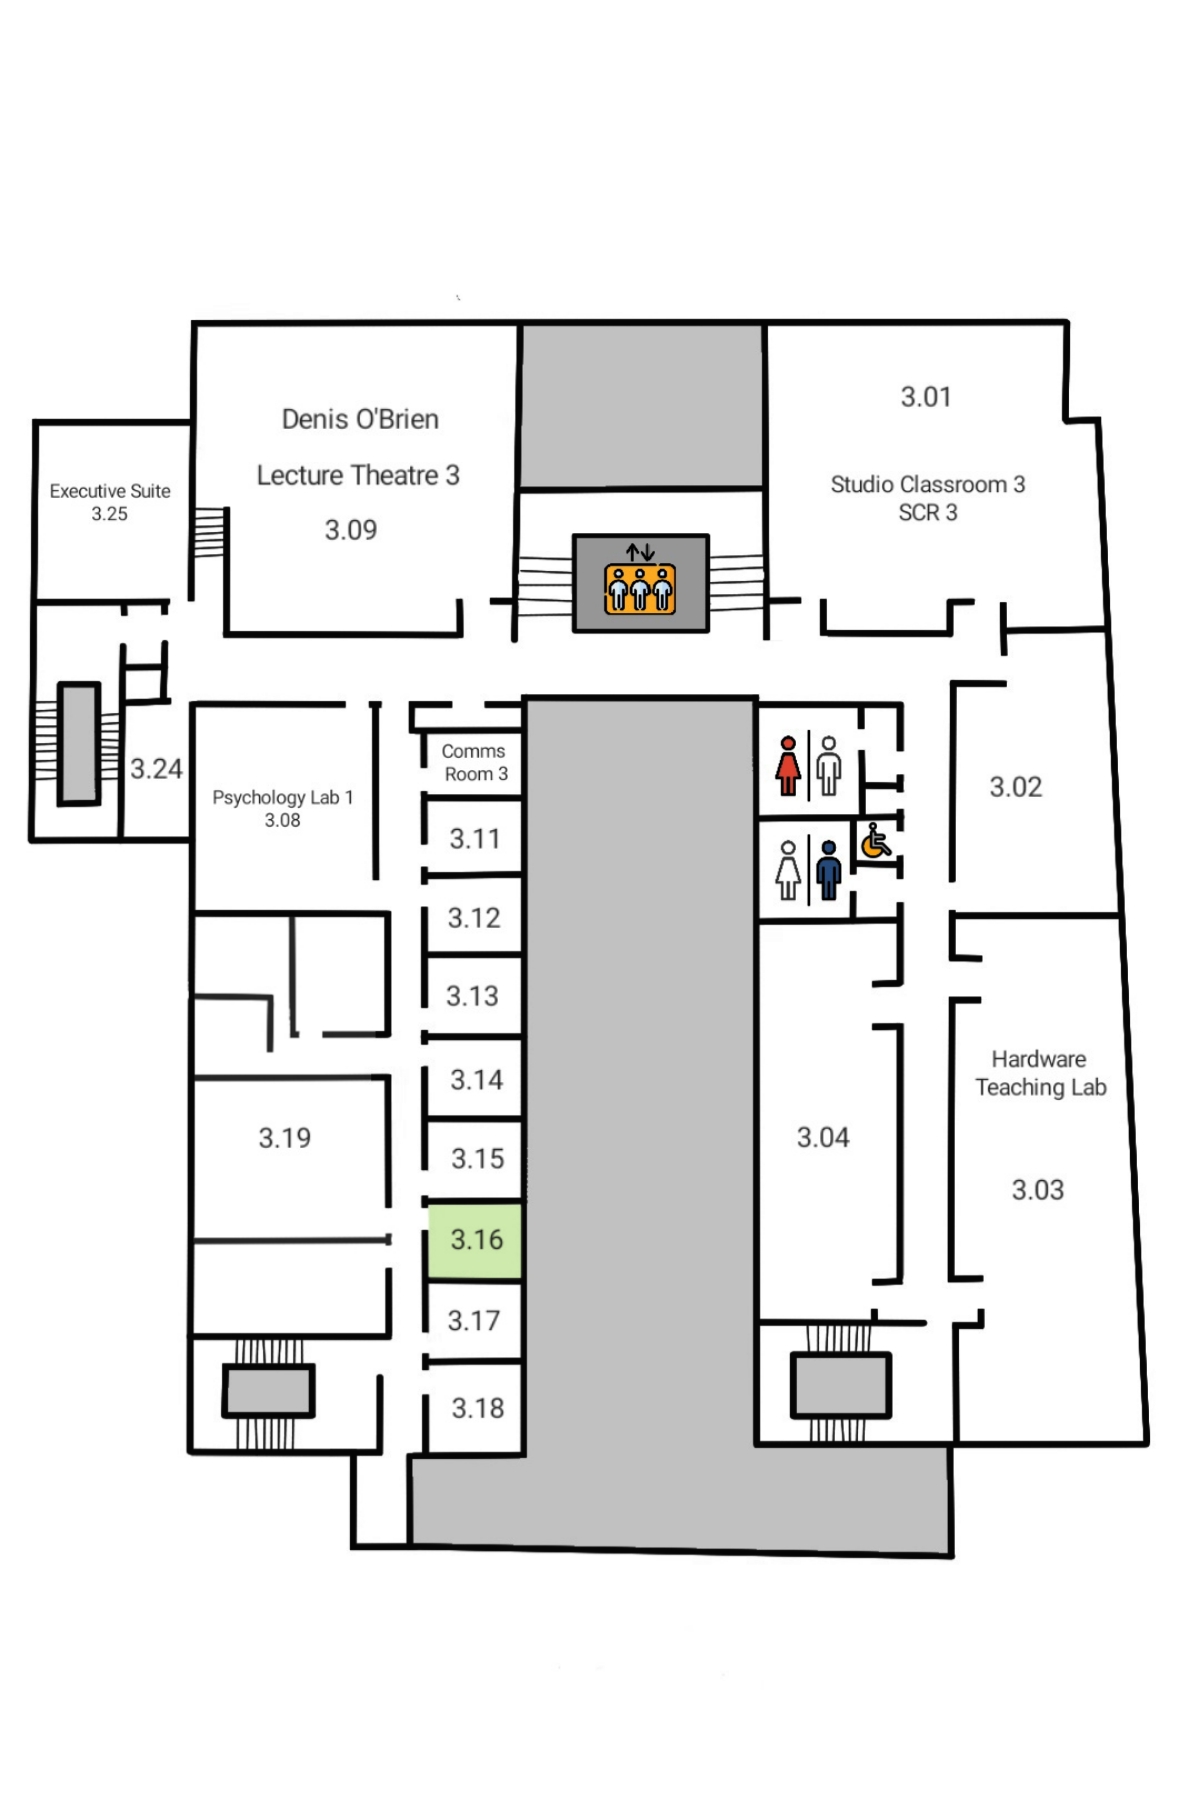 3.01
Denis O'Brien
Lecture Theatre 3
3.09
Studio Classroom 3
SCR 3
Executive Suite
3.25
Comms
Room 3
3.24
Psychology Lab 1
3.08
3.02
3.11
3.12
3.13
3.14
3.15
3.16
3.17
3.18
3.19
3.04
Hardware
Teaching Lab
3.03